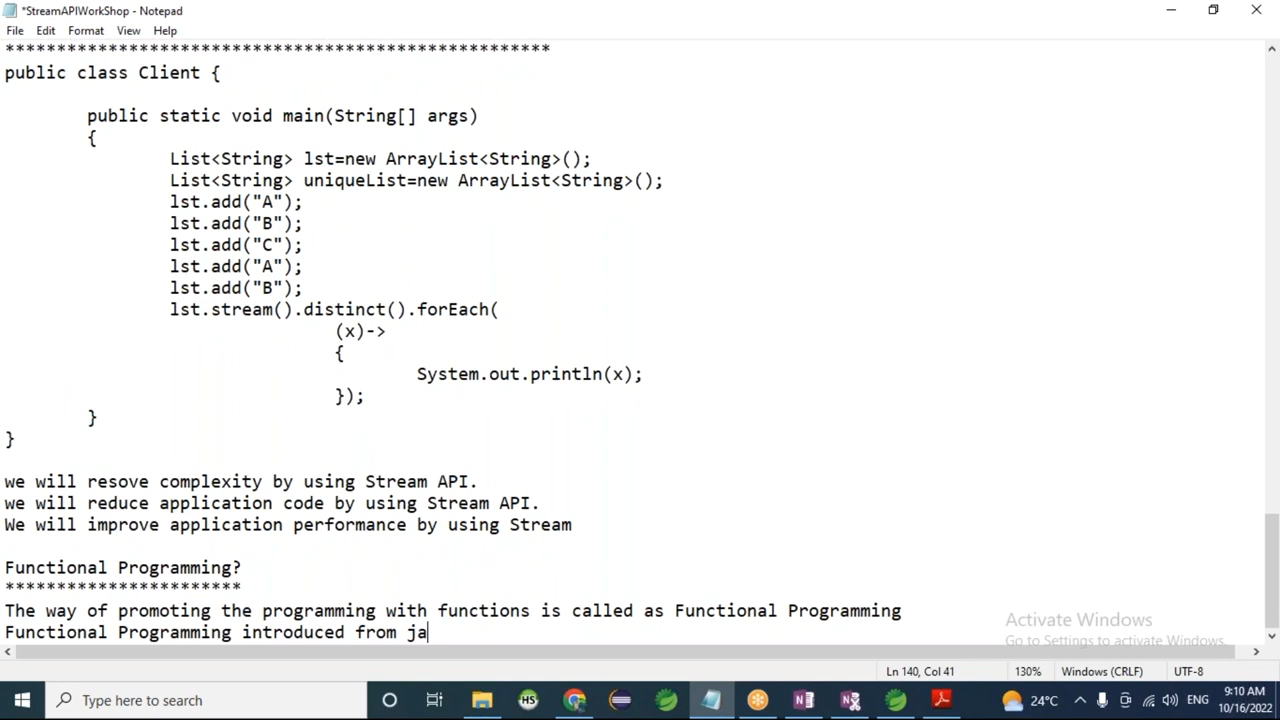 *StreamAPIWorkShop - Notepad
File Edit Format View Help
*****************************************************
public class Client {
public static void main(String[] args)
{
List<String> lst=new ArrayList<String>();
List<String> uniqueList=new ArrayList<String>();
lst.add("A");
lst.add("B");
lst.add("C");
lst.add("A");
lst.add("B");
lst.stream().distinct().forEach(
(x)->
{
System.out.println(x);
});
}
}
we will resove complexity by using Stream API.
we will reduce application code by using Stream API.
We will improve application performance by using Stream
Functional Programming?
***********************
The way of promoting the programming with functions is called as Functional Programming
Functional Programming introduced from ja
Activate Windows
Go to Settings to activate Windows.
Ln 140, Col 41 130% Windows (CRLF) UTF-8
Type here to search HS 24°C ENG 9:10 AM
10/16/2022